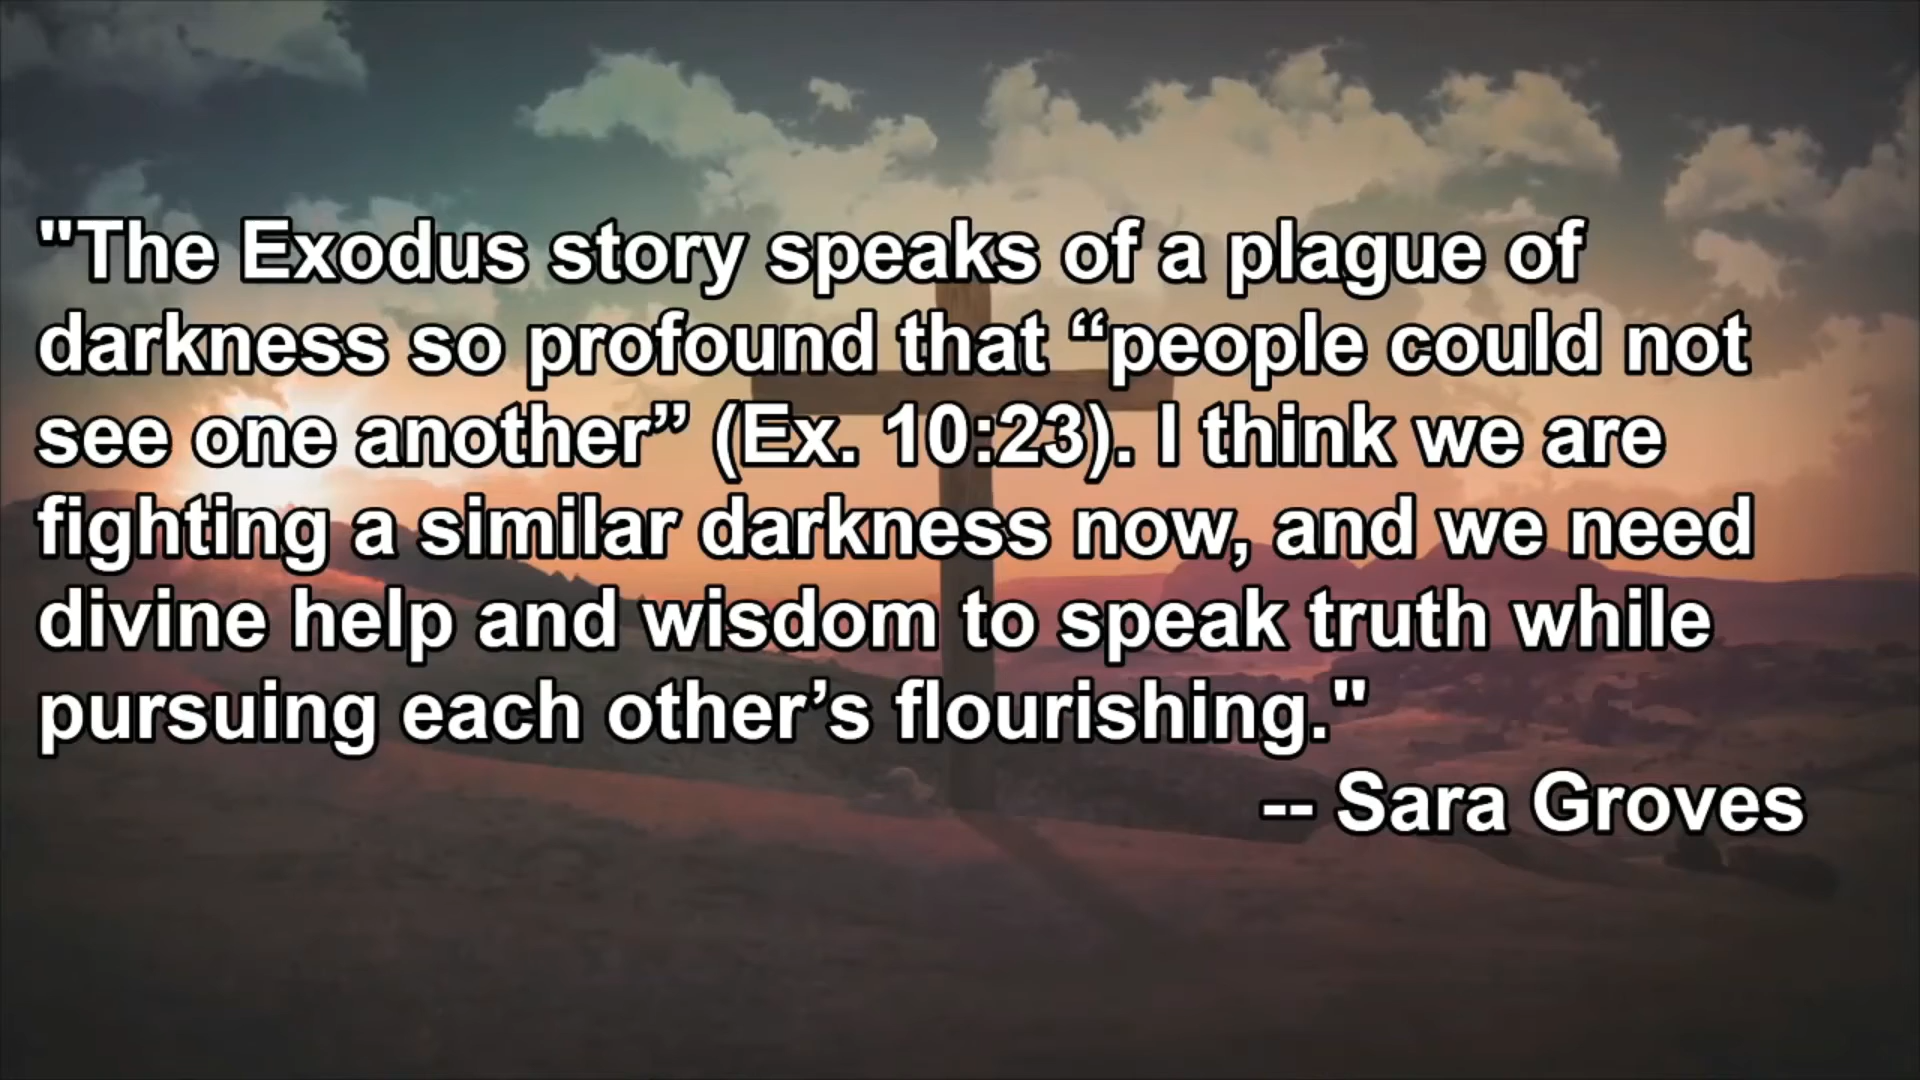 "The Exodus story speaks of a plague of
darkness so profound that “people could not
see one another” (Ex. 10:23). I think we are
fighting a similar darkness now, and we need
divine help and wisdom to speak truth while
pursuing each other’s flourishing."
-- Sara Groves